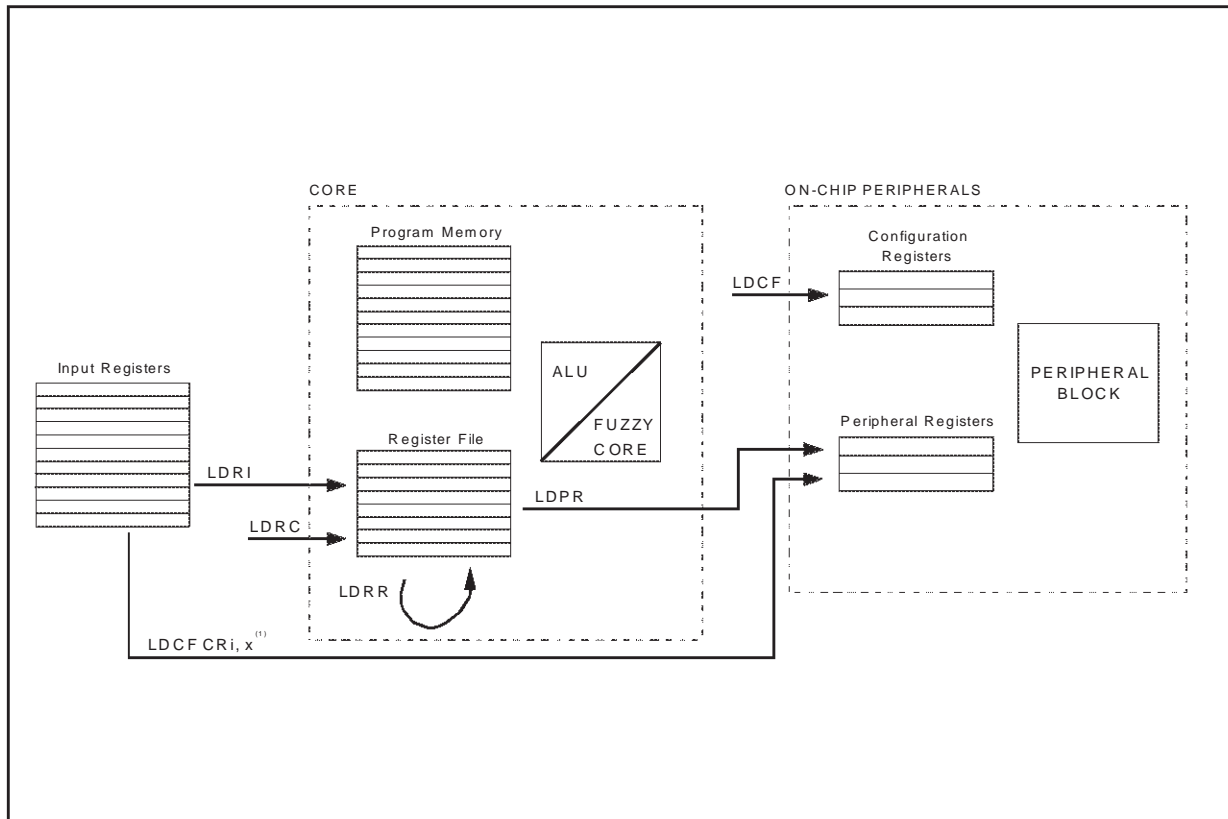 CORE
ON-CHIP PERIPHERALS
Program Memory
Configuration
Registers
LDCF
Input Registers
ALU
FUZZY
CORE
PERIPHERAL
BLOCK
Register File
Peripheral Registers
LDRI
LDPR
LDRC
LDRR
LDCF CRi, x (1)